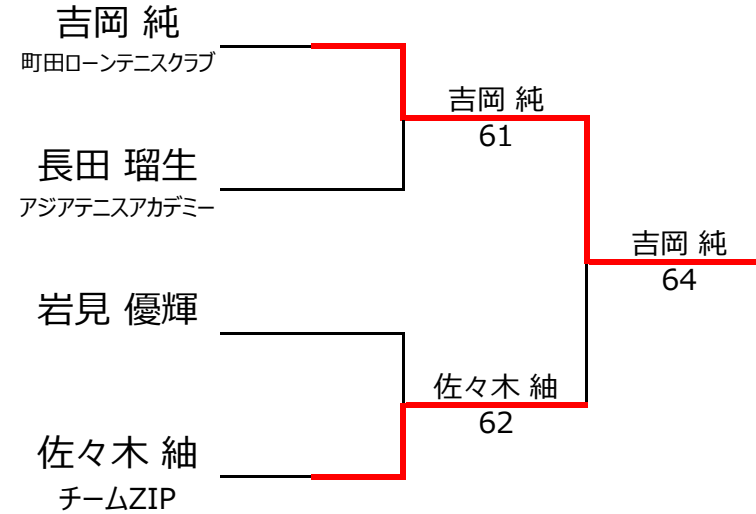 吉岡 純
町田ローンテニスクラブ
長田 瑠生
アジアテニスアカデミー
岩見 優輝
佐々木 紬
チームZIP
吉岡 純
61
佐々木 紬
62
吉岡 純
64